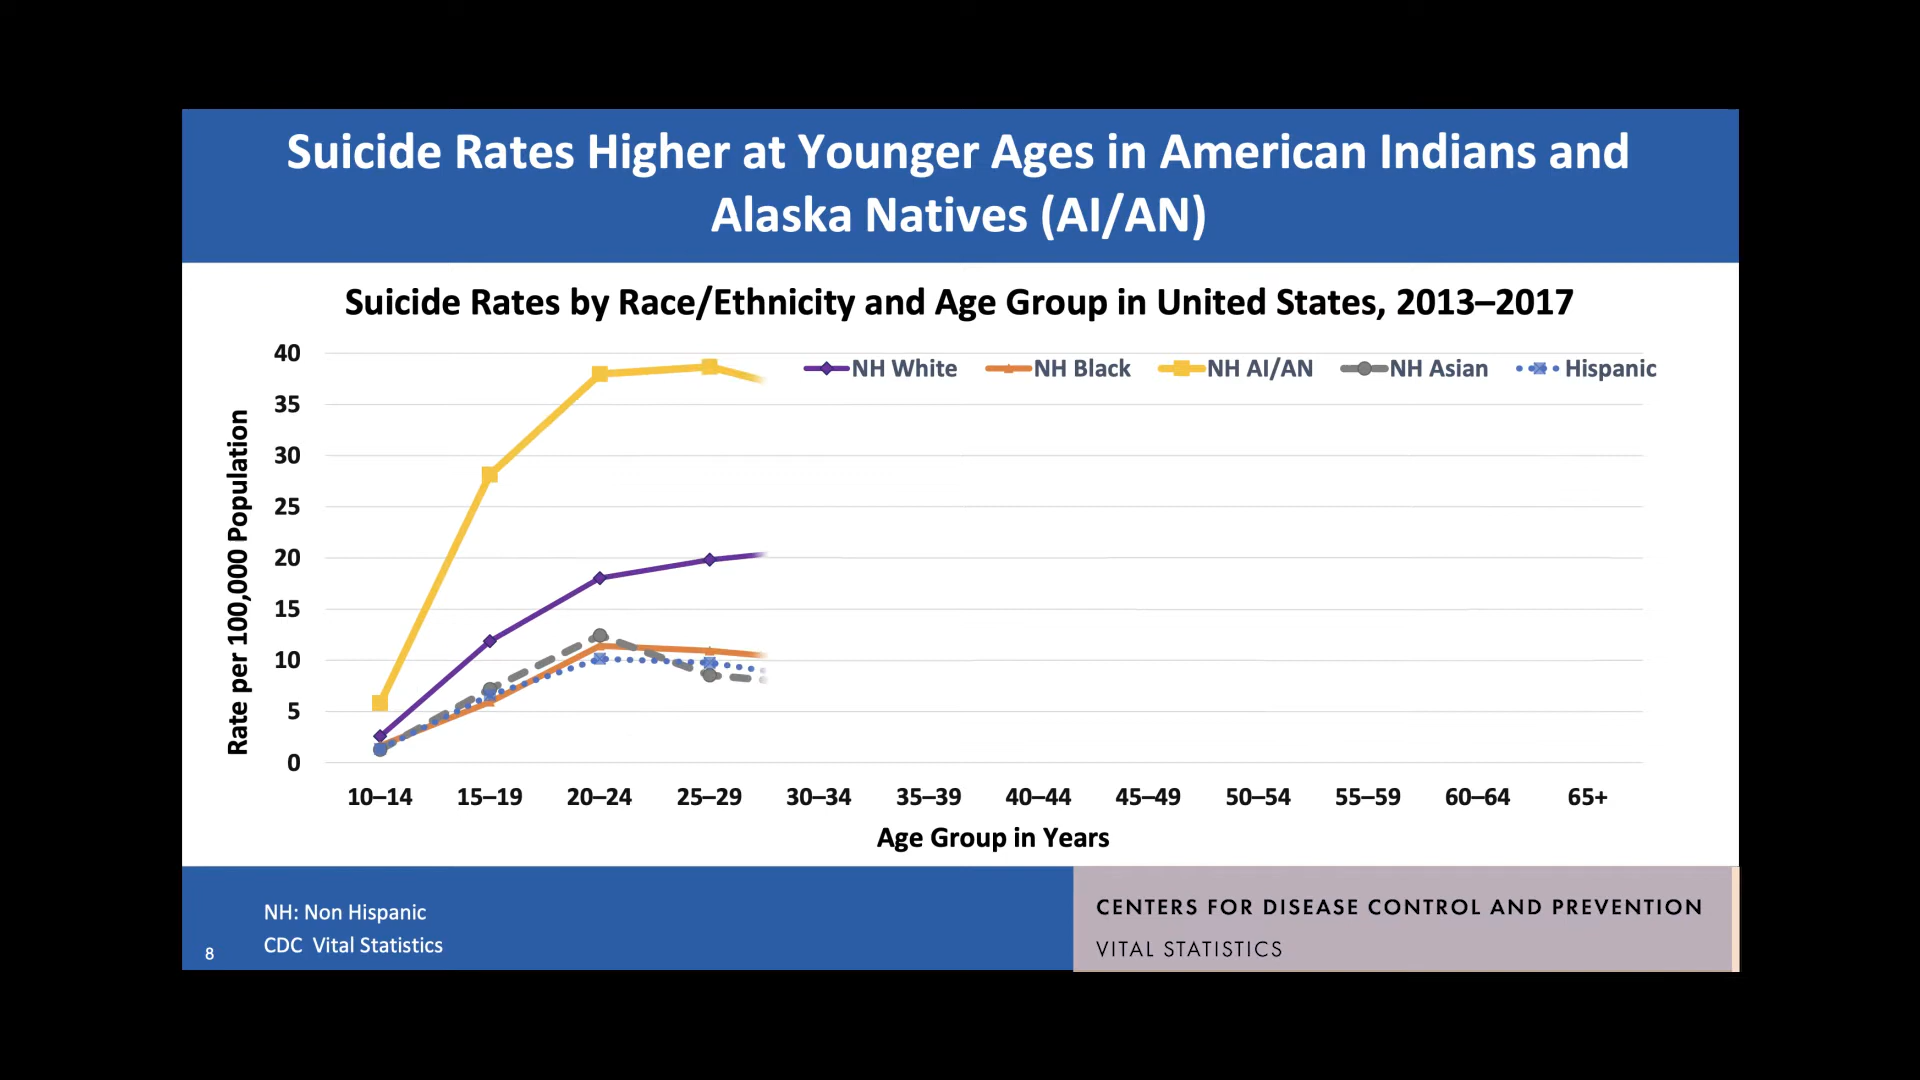 Suicide Rates Higher at Younger Ages in American Indians and
Alaska Natives (AI/AN)
Suicide Rates by Race/Ethnicity and Age Group in United States, 2013–2017
NH White NH Black NH AI/AN NH Asian Hispanic
Rate per 100,000 Population
40
35
30
25
20
15
10
5
0
10–14 15–19 20–24 25–29 30–34 35–39 40–44 45–49 50–54 55–59 60–64 65+
Age Group in Years
NH: Non Hispanic
CDC Vital Statistics
8
CENTERS FOR DISEASE CONTROL AND PREVENTION
VITAL STATISTICS